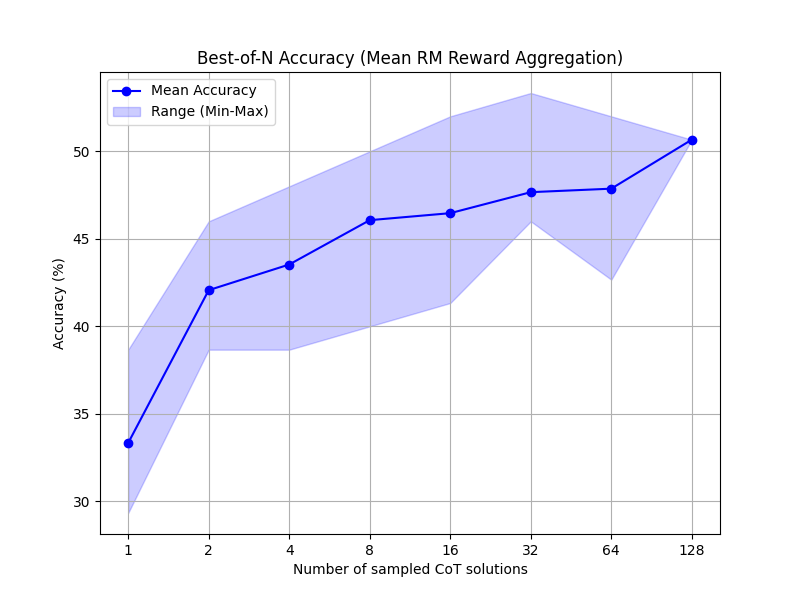 Best-of-N Accuracy (Mean RM Reward Aggregation)
Mean Accuracy
Range (Min-Max)
Accuracy (%)
50
45
40
35
30
1 2 4 8 16 32 64 128
Number of sampled CoT solutions